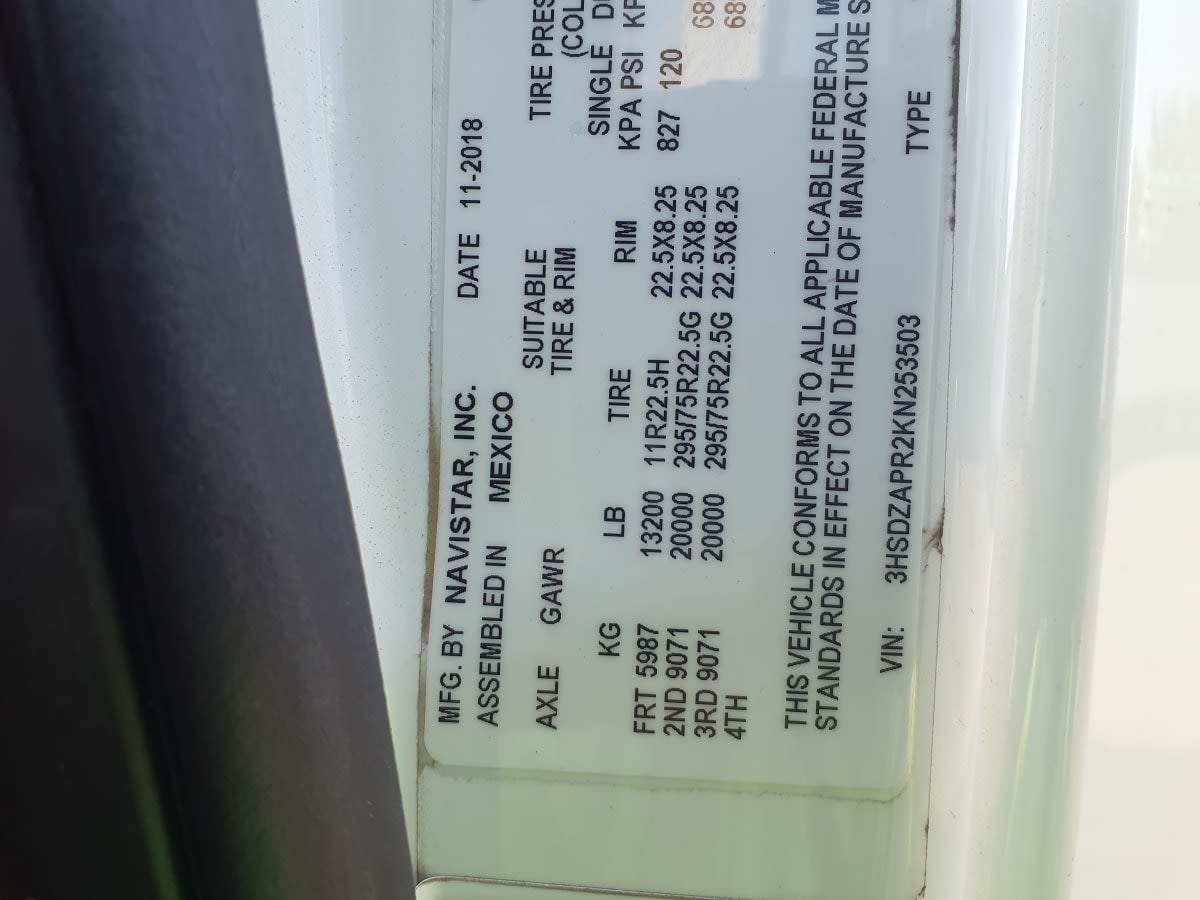 MFG. BY NAVISTAR, INC. DATE 11-2018
ASSEMBLED IN MEXICO
AXLE GAWR SUITABLE TIRE PRES
TIRE & RIM (COL
SINGLE D
KG LB TIRE RIM KPA PSI KP
FRT 5987 13200 11R22.5H 22.5X8.25 827 120
2ND 9071 20000 295/75R22.5G 22.5X8.25 68
3RD 9071 20000 295/75R22.5G 22.5X8.25 68
4TH
THIS VEHICLE CONFORMS TO ALL APPLICABLE FEDERAL M
STANDARDS IN EFFECT ON THE DATE OF MANUFACTURE S
VIN: 3HSDZAPR2KN253503 TYPE